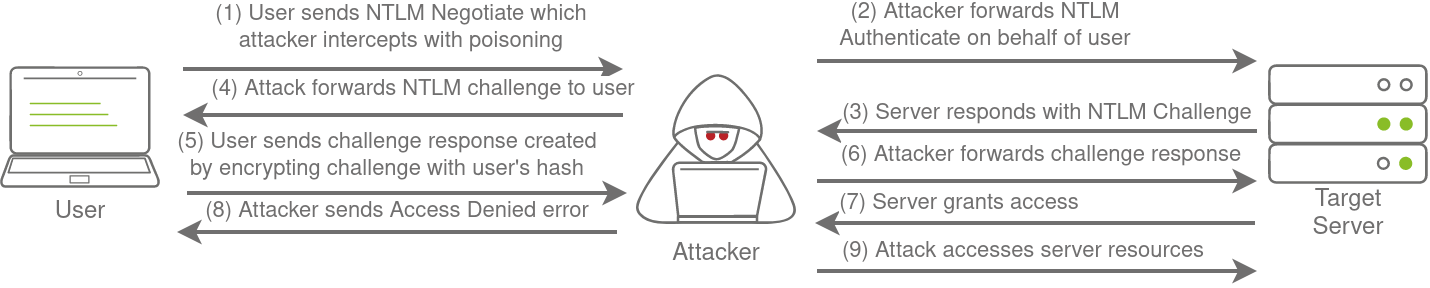 (1) User sends NTLM Negotiate which
attacker intercepts with poisoning
(2) Attacker forwards NTLM
Authenticate on behalf of user
(4) Attack forwards NTLM challenge to user
(3) Server responds with NTLM Challenge
(5) User sends challenge response created
by encrypting challenge with user's hash
(6) Attacker forwards challenge response
(8) Attacker sends Access Denied error
(7) Server grants access
(9) Attack accesses server resources
User
Attacker
Target
Server